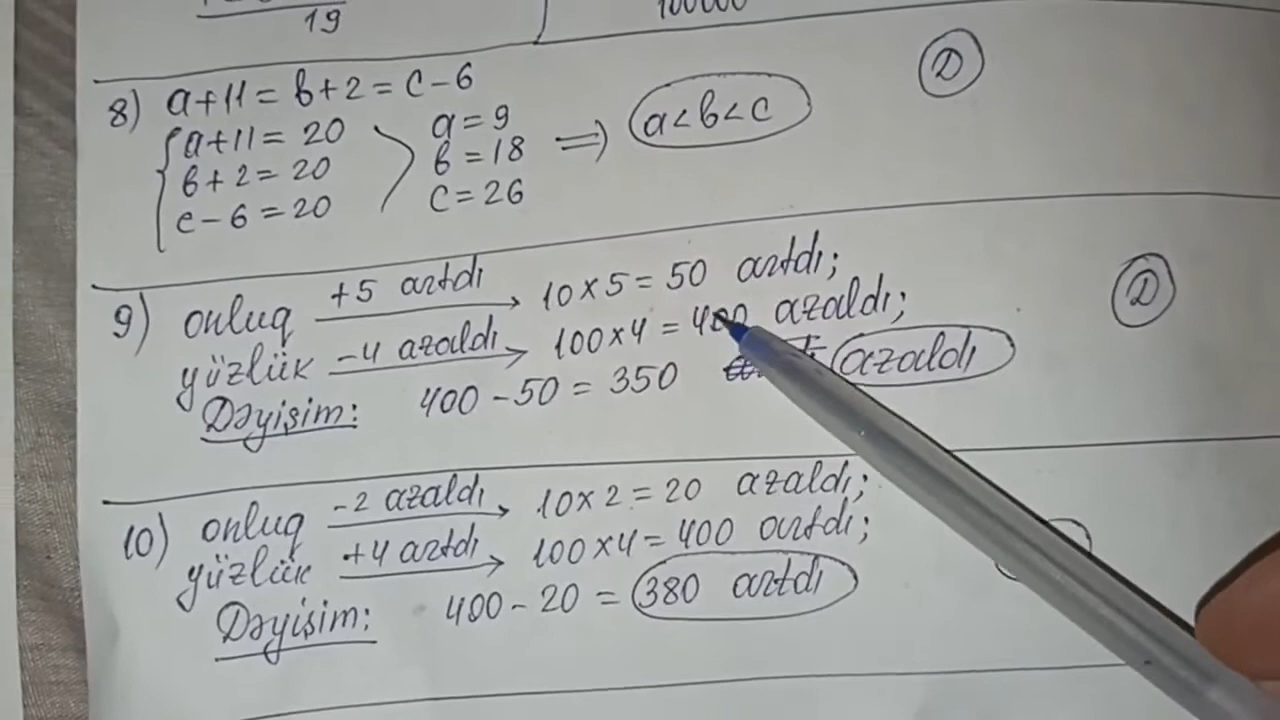 19
100000
8) a+11 = b+2 = c-6
a+11 = 20
b+2 = 20
c-6 = 20
a = 9
b = 18
c = 26
=> a<b<c
D
9) onluq +5 artdı 10×5 = 50 artdı;
yüzlük -4 azaldı 100×4 = 400 azaldı;
Dəyişim: 400-50 = 350 azaldı
D
10) onluq -2 azaldı 10×2 = 20 azaldı;
yüzlük +4 artdı 100×4 = 400 artdı;
Dəyişim: 400-20 = 380 artdı